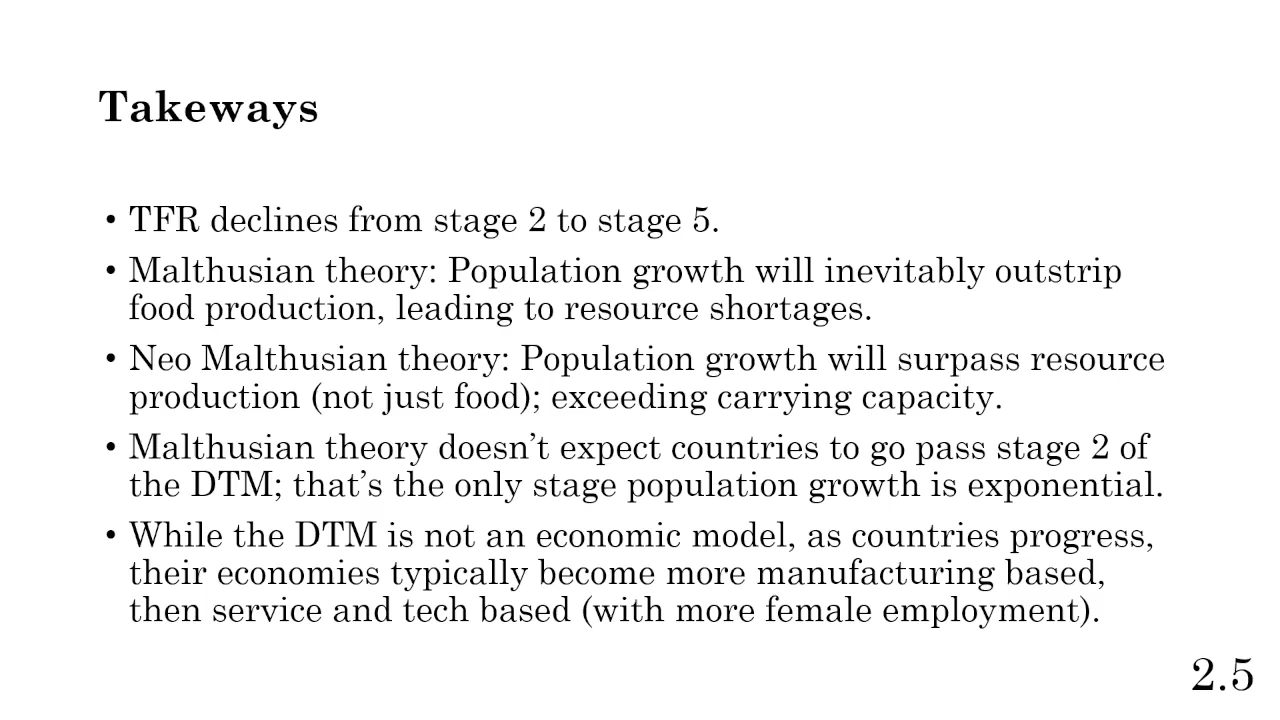 Takeways
• TFR declines from stage 2 to stage 5.
• Malthusian theory: Population growth will inevitably outstrip
food production, leading to resource shortages.
• Neo Malthusian theory: Population growth will surpass resource
production (not just food); exceeding carrying capacity.
• Malthusian theory doesn’t expect countries to go pass stage 2 of
the DTM; that’s the only stage population growth is exponential.
• While the DTM is not an economic model, as countries progress,
their economies typically become more manufacturing based,
then service and tech based (with more female employment).
2.5